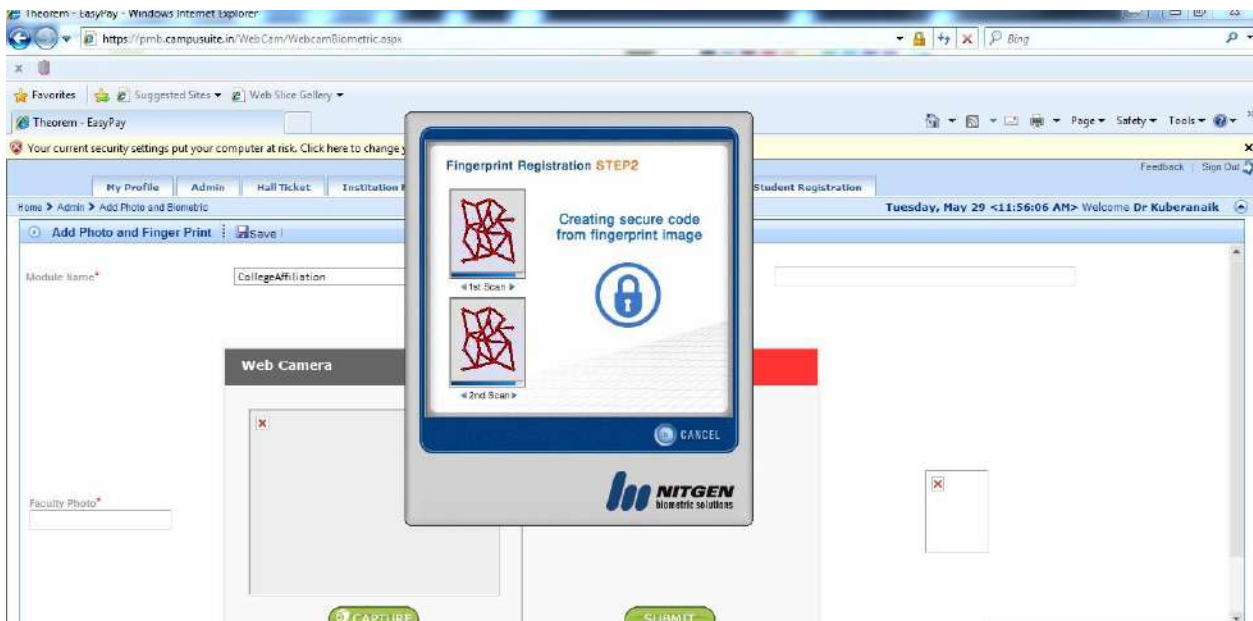 Theorem - EasyPay - Windows Internet Explorer
https://pmb.campusuite.in/WebCam/WebcamBiometric.aspx
Bing
Favorites Suggested Sites Web Slice Gallery
Theorem - EasyPay
Page Safety Tools
Your current security settings put your computer at risk. Click here to change
Feedback | Sign Out
My Profile Admin Hall Ticket Institution Student Registration
Home > Admin > Add Photo and Biometric
Tuesday, May 29 <11:56:06 AM> Welcome Dr Kuberanaik
Add Photo and Finger Print Save |
Module Name* CollegeAffiliation
Fingerprint Registration STEP2
Creating secure code
from fingerprint image
1st Scan
2nd Scan
CANCEL
NITGEN
biometric solutions
Web Camera
Faculty Photo*
CAPTURE
SUBMIT